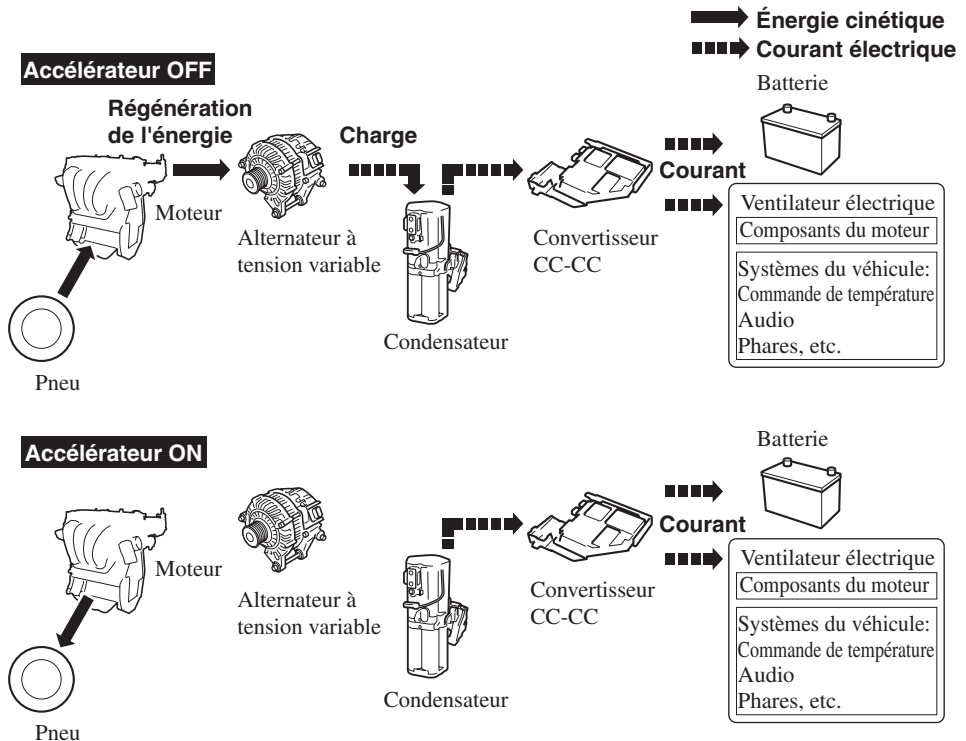 Énergie cinétique
Courant électrique
Accélérateur OFF
Batterie
Régénération
de l'énergie
Charge
Courant
Moteur
Alternateur à
tension variable
Convertisseur
CC-CC
Condensateur
Pneu
Ventilateur électrique
Composants du moteur
Systèmes du véhicule:
Commande de température
Audio
Phares, etc.
Accélérateur ON
Batterie
Courant
Moteur
Alternateur à
tension variable
Convertisseur
CC-CC
Condensateur
Pneu
Ventilateur électrique
Composants du moteur
Systèmes du véhicule:
Commande de température
Audio
Phares, etc.